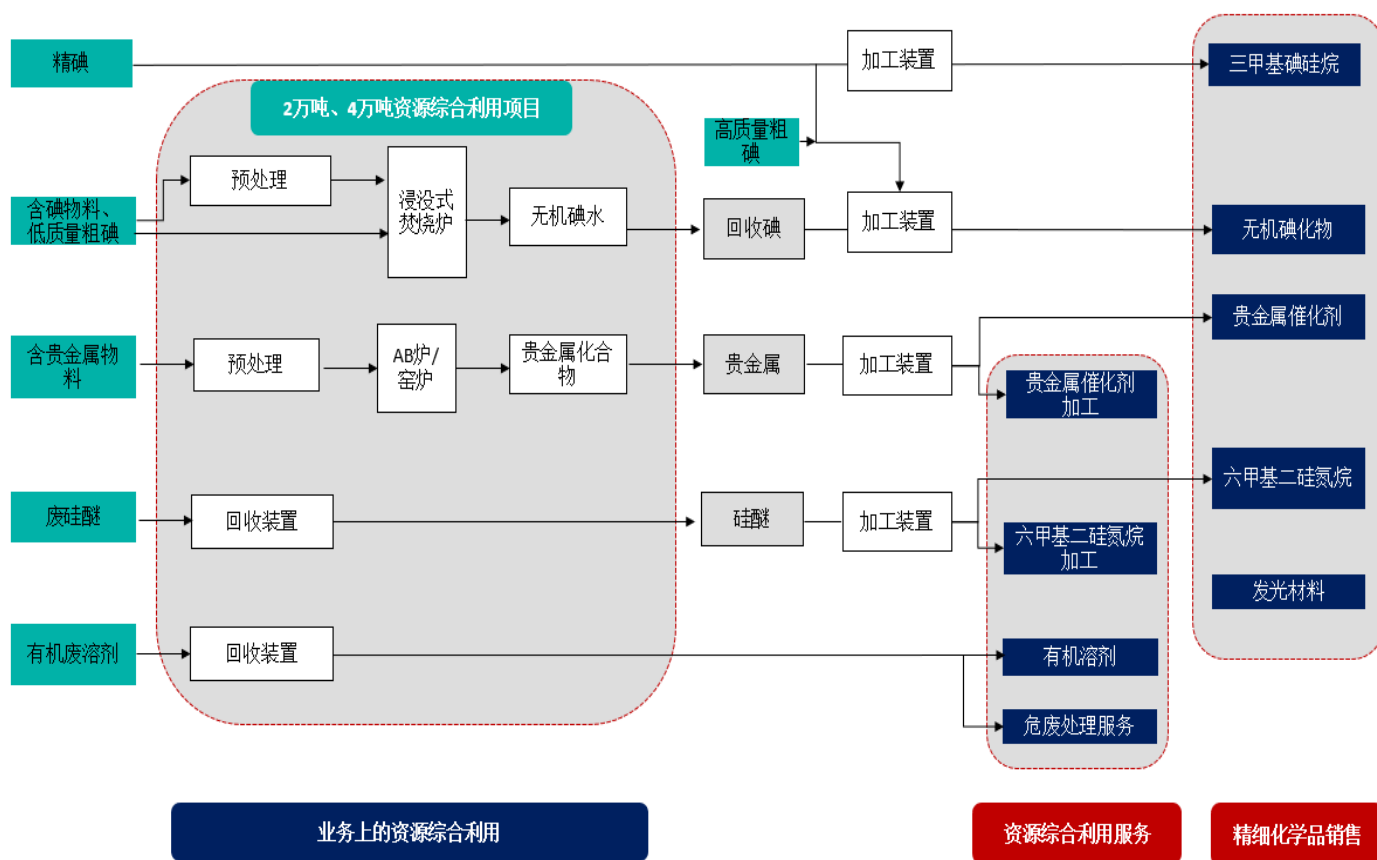 精碘
加工装置
三甲基碘硅烷
2万吨、4万吨资源综合利用项目
高质量粗
碘
预处理
浸没式
焚烧炉
无机碘水
含碘物料、
低质量粗碘
回收碘
加工装置
无机碘化物
贵金属催化剂
含贵金属物
料
预处理
AB炉/
窑炉
贵金属化合
物
贵金属
加工装置
贵金属催化剂
加工
废硅醚
回收装置
硅醚
加工装置
六甲基二硅氮烷
六甲基二硅氮烷
加工
发光材料
有机废溶剂
回收装置
有机溶剂
危废处理服务
业务上的资源综合利用
资源综合利用服务
精细化学品销售